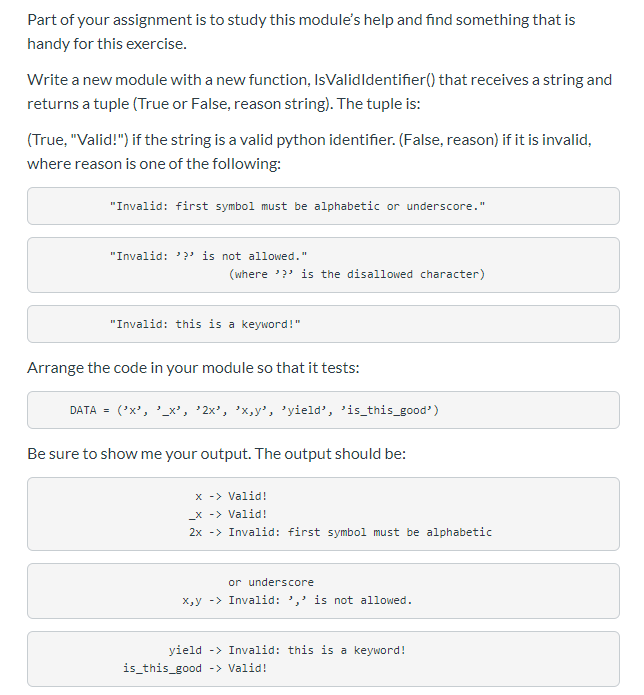 Part of your assignment is to study this module’s help and find something that is
handy for this exercise.
Write a new module with a new function, IsValidIdentifier() that receives a string and
returns a tuple (True or False, reason string). The tuple is:
(True, "Valid!") if the string is a valid python identifier. (False, reason) if it is invalid,
where reason is one of the following:
"Invalid: first symbol must be alphabetic or underscore."
"Invalid: ’?’ is not allowed."
(where ’?’ is the disallowed character)
"Invalid: this is a keyword!"
Arrange the code in your module so that it tests:
DATA = (’x’, ’_x’, ’2x’, ’x,y’, ’yield’, ’is_this_good’)
Be sure to show me your output. The output should be:
x -> Valid!
_x -> Valid!
2x -> Invalid: first symbol must be alphabetic
or underscore
x,y -> Invalid: ’,’ is not allowed.
yield -> Invalid: this is a keyword!
is_this_good -> Valid!